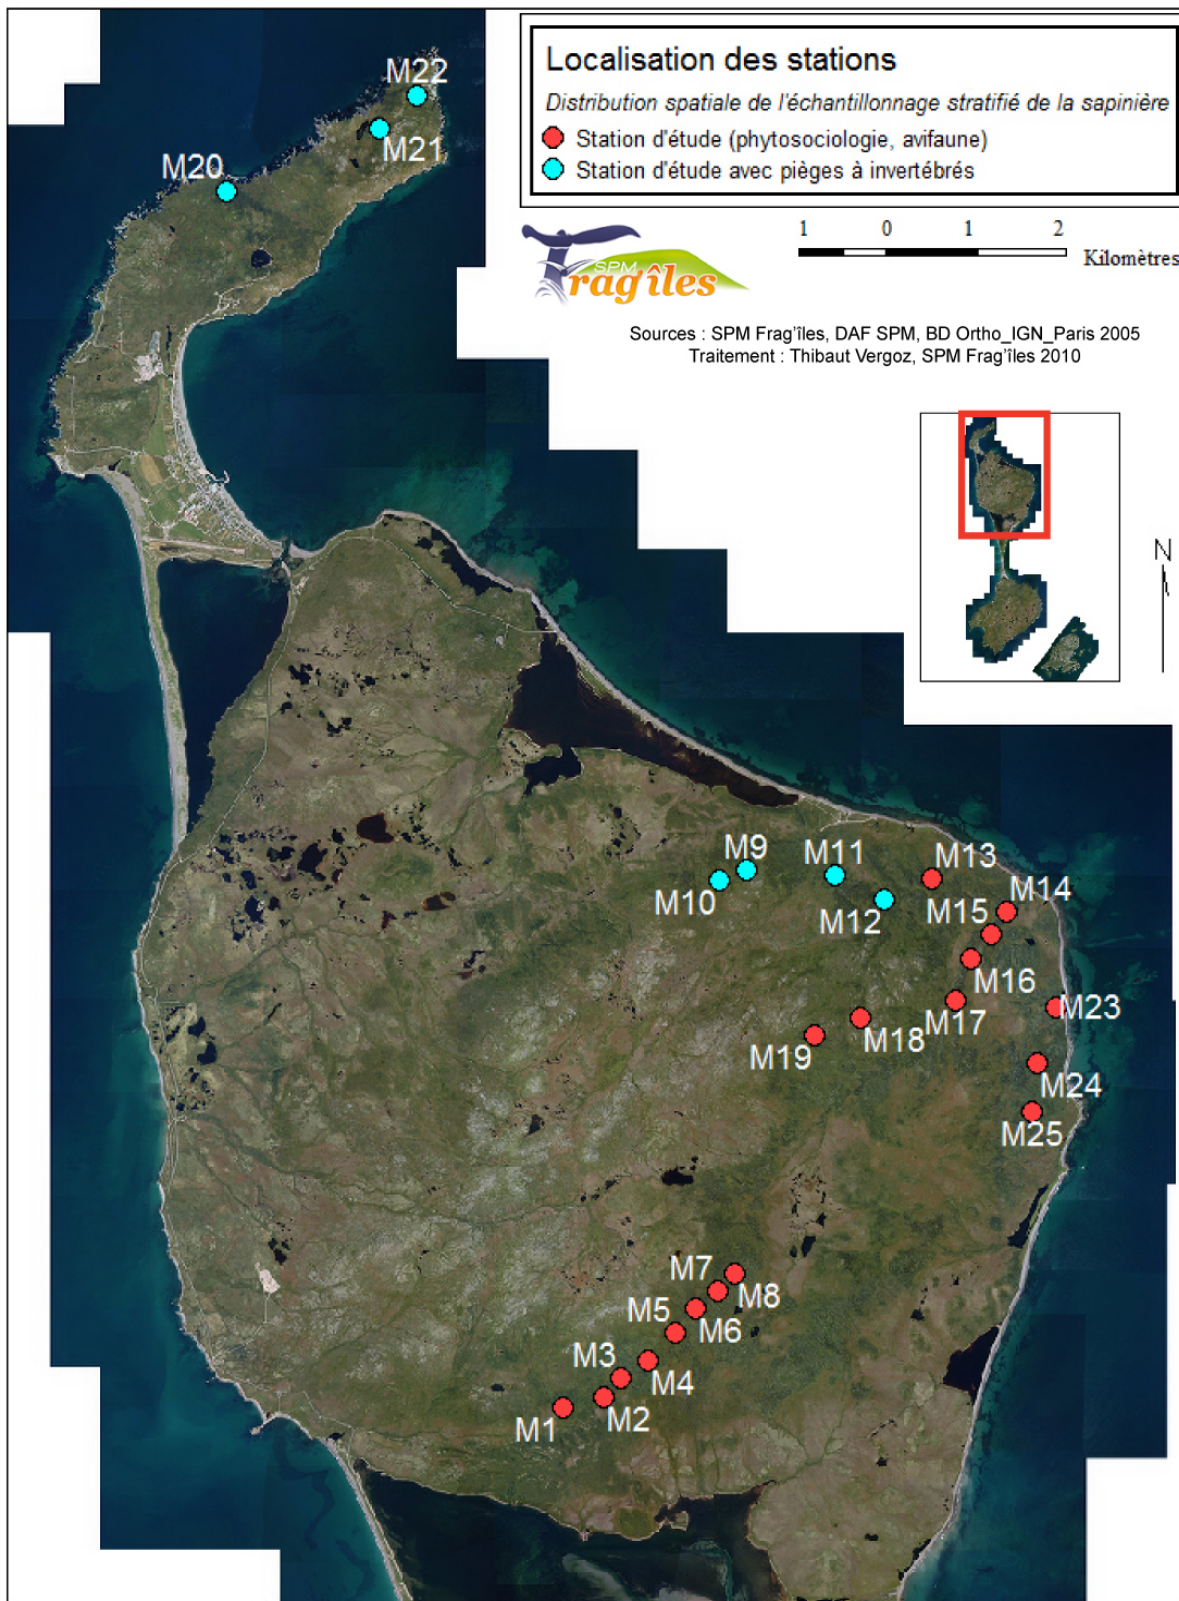 Localisation des stations
Distribution spatiale de l'échantillonnage stratifié de la sapinière
Station d'étude (phytosociologie, avifaune)
Station d'étude avec pièges à invertébrés
SPM
Frag'îles
1 0 1 2
Kilomètres
Sources : SPM Frag'îles, DAF SPM, BD Ortho_IGN_Paris 2005
Traitement : Thibaut Vergoz, SPM Frag'îles 2010
N
M22
M21
M20
M9
M10
M11
M12
M13
M14
M15
M16
M17
M23
M18
M19
M24
M25
M7
M8
M5
M6
M3
M4
M2
M1